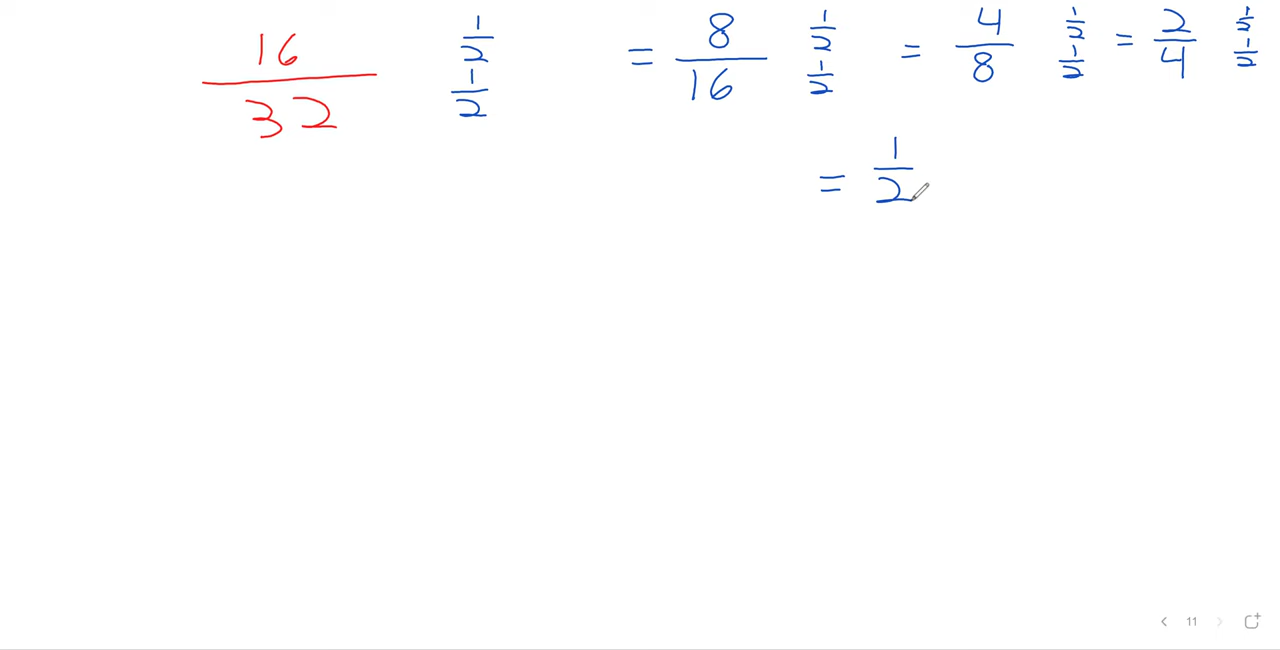 16/32 1/2 1/2 = 8/16 1/2 1/2 = 4/8 1/2 1/2 = 2/4 1/2 1/2
= 1/2
11